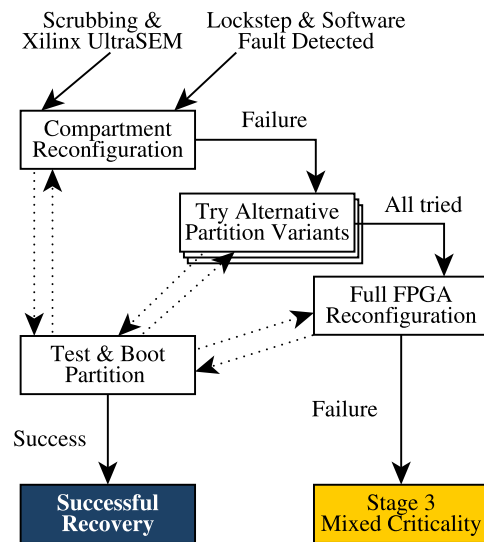 Scrubbing &
Xilinx UltraSEM
Lockstep & Software
Fault Detected
Compartment
Reconfiguration
Failure
Try Alternative
Partition Variants
All tried
Full FPGA
Reconfiguration
Test & Boot
Partition
Success
Failure
Successful
Recovery
Stage 3
Mixed Criticality